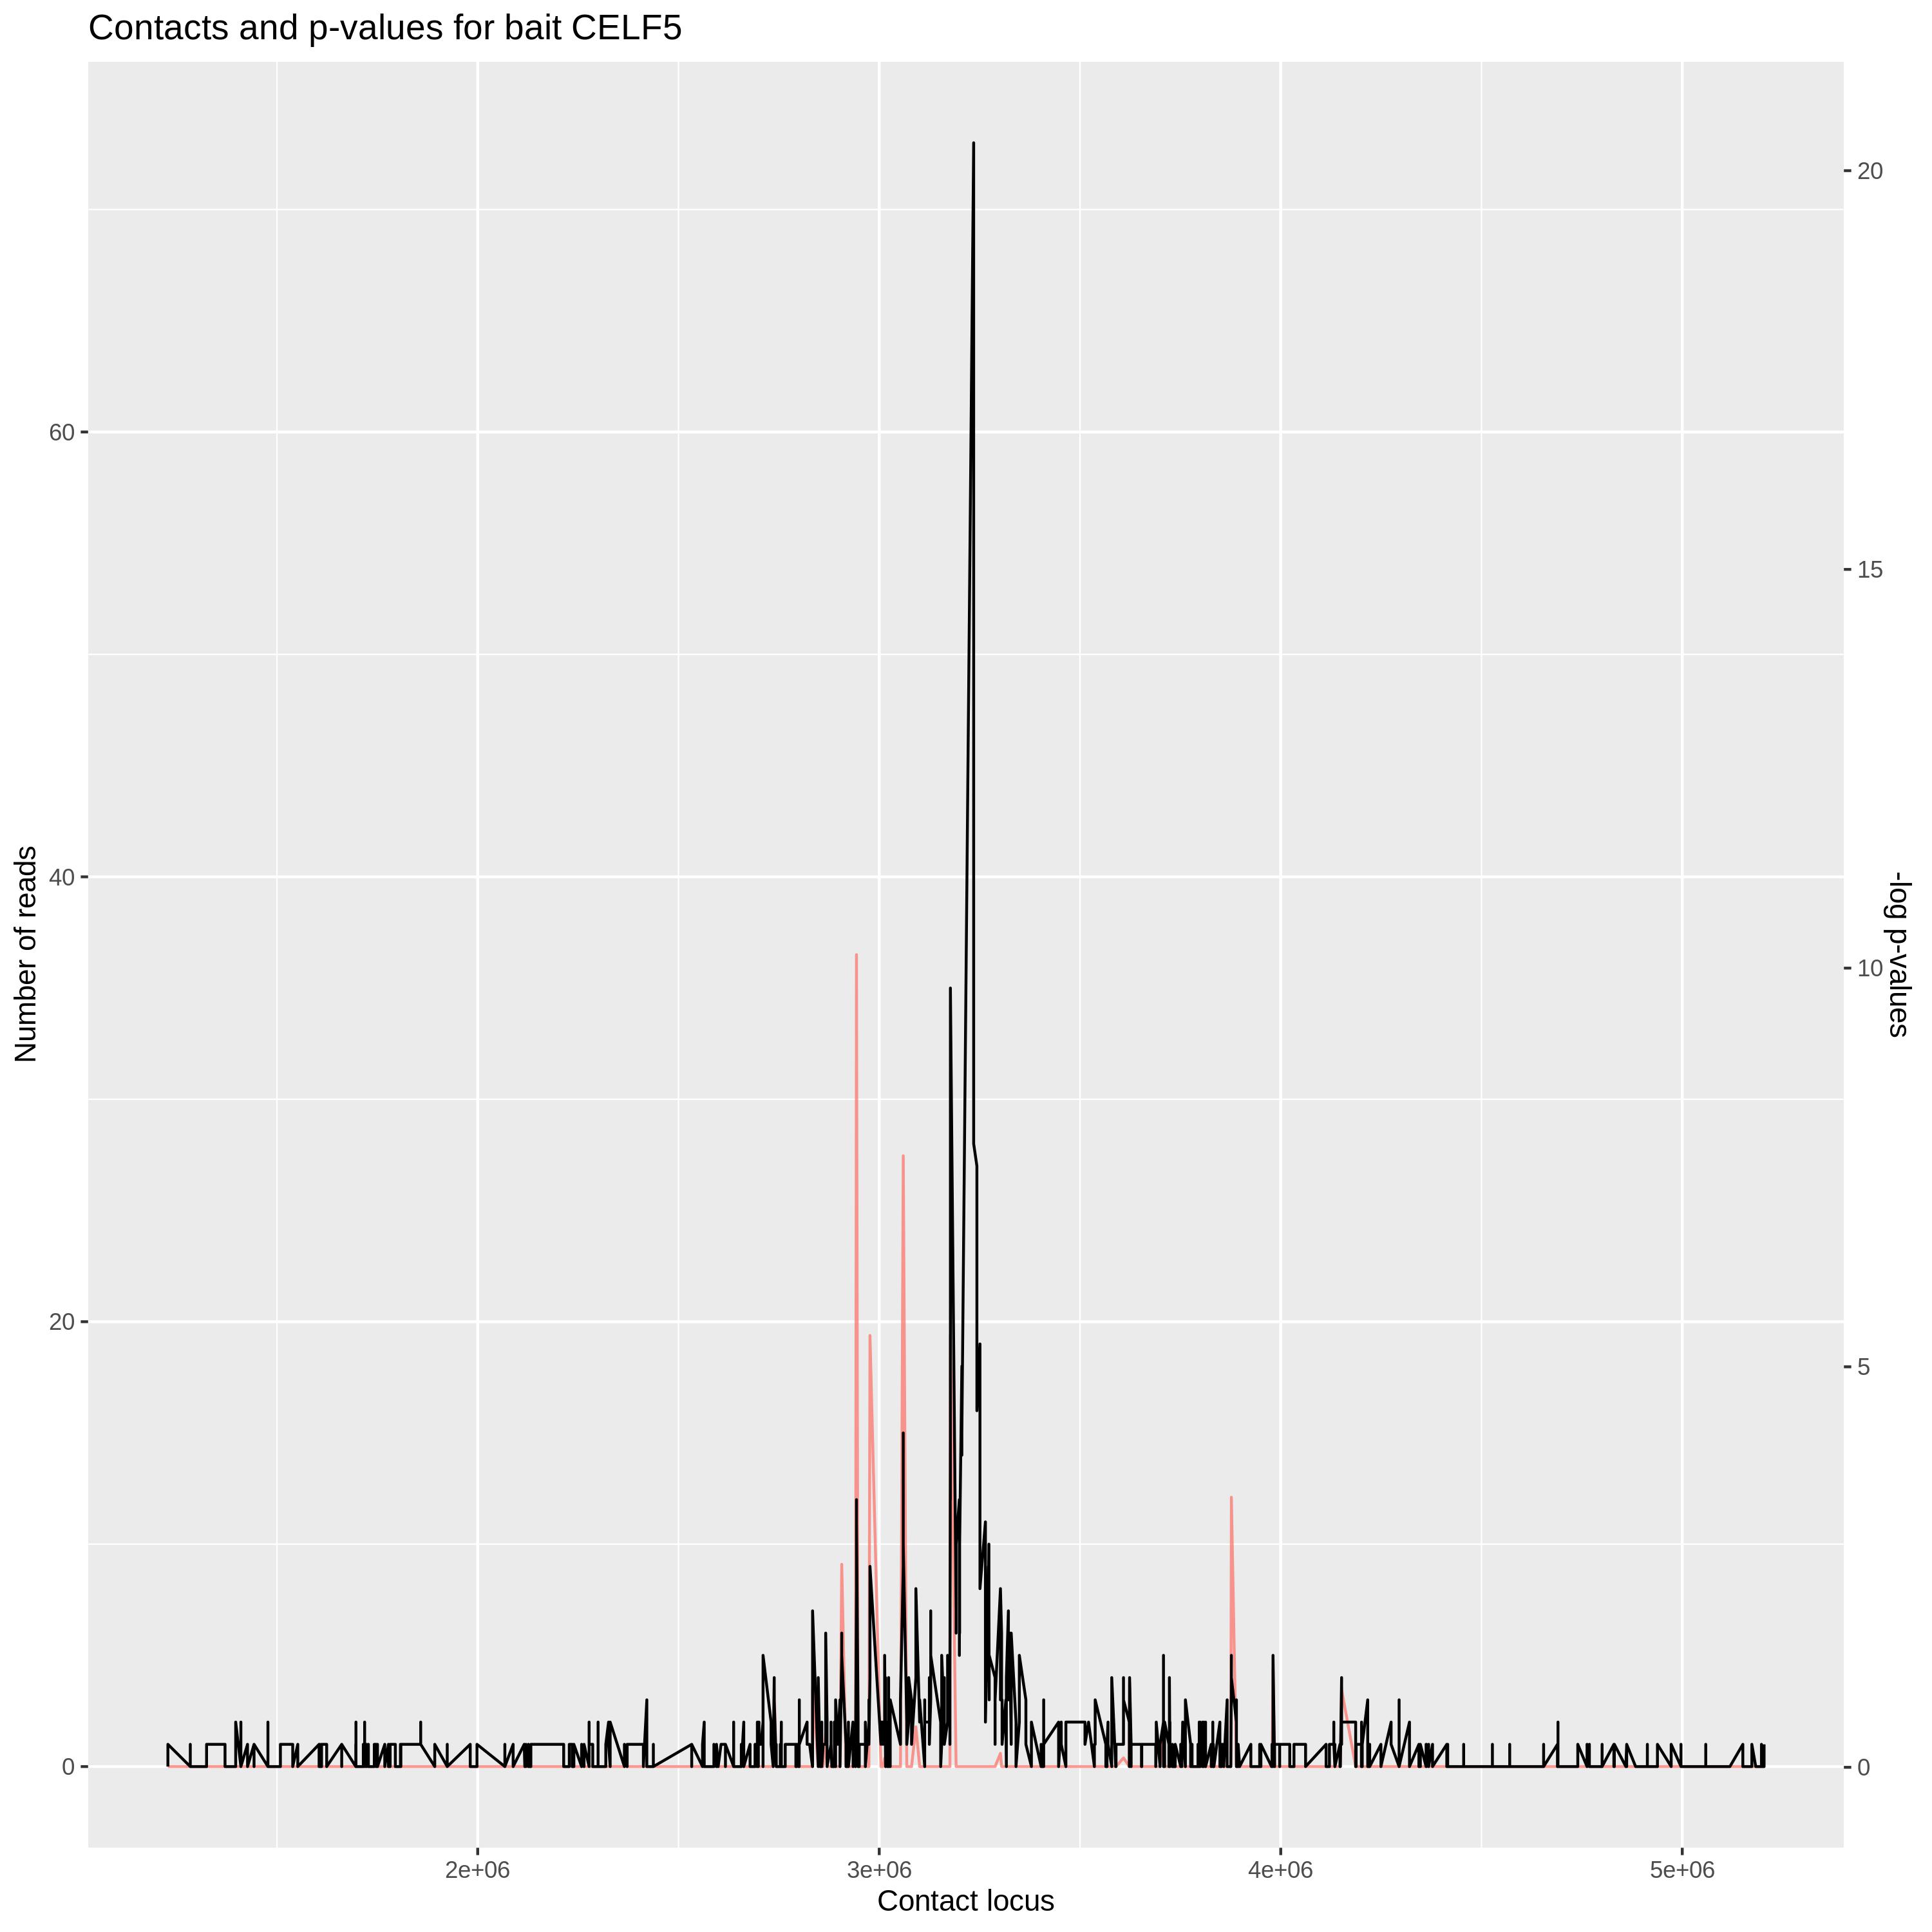 Contacts and p-values for bait CELF5
60
40
20
0
Number of reads
20
15
10
5
0
-log p-values
2e+06
3e+06
4e+06
5e+06
Contact locus